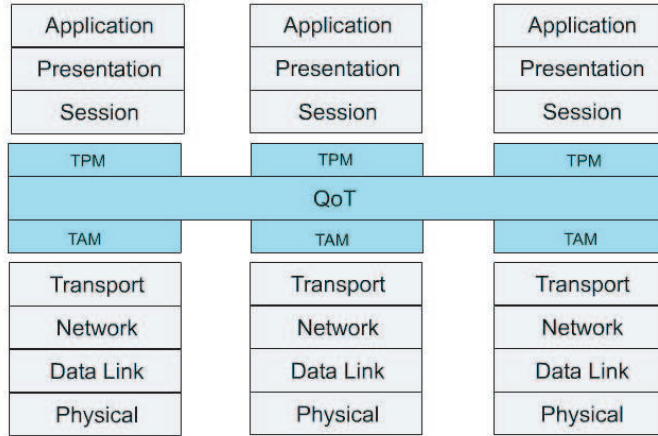 Application Application Application
Presentation Presentation Presentation
Session Session Session
TPM TPM TPM
QoT
TAM TAM TAM
Transport Transport Transport
Network Network Network
Data Link Data Link Data Link
Physical Physical Physical